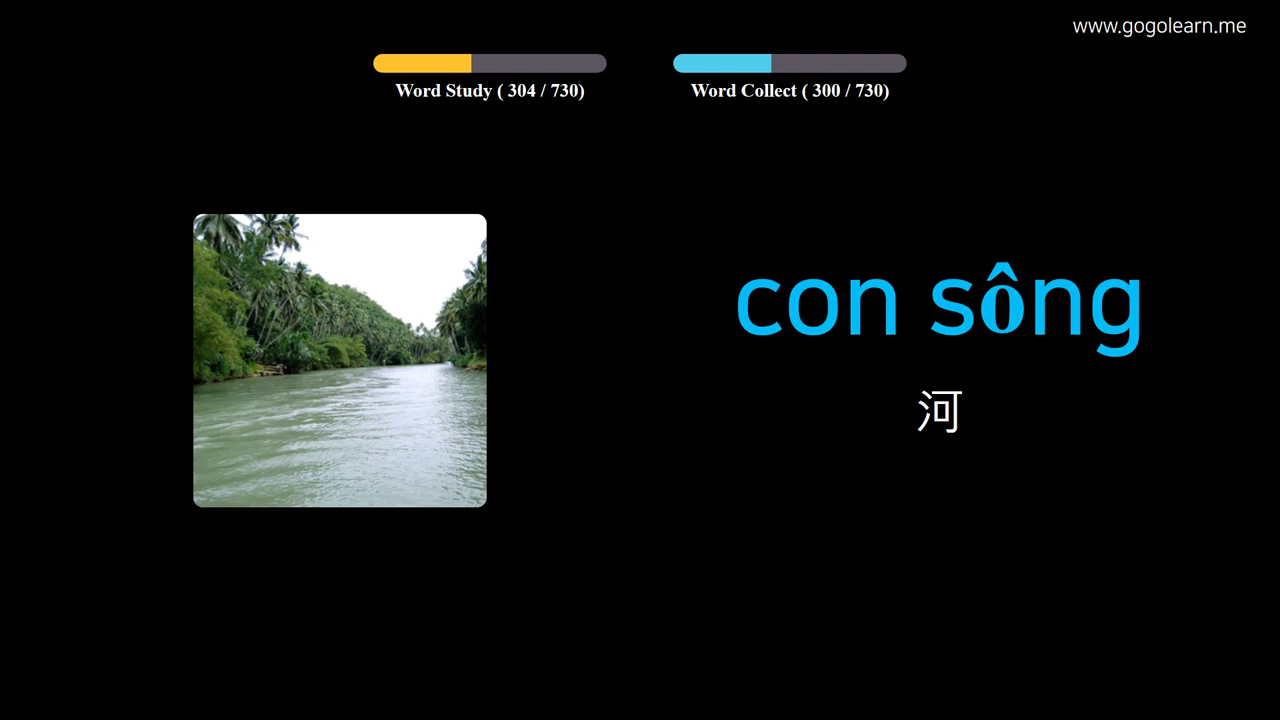 www.gogolearn.me
Word Study ( 304 / 730)
Word Collect ( 300 / 730)
con sông
河